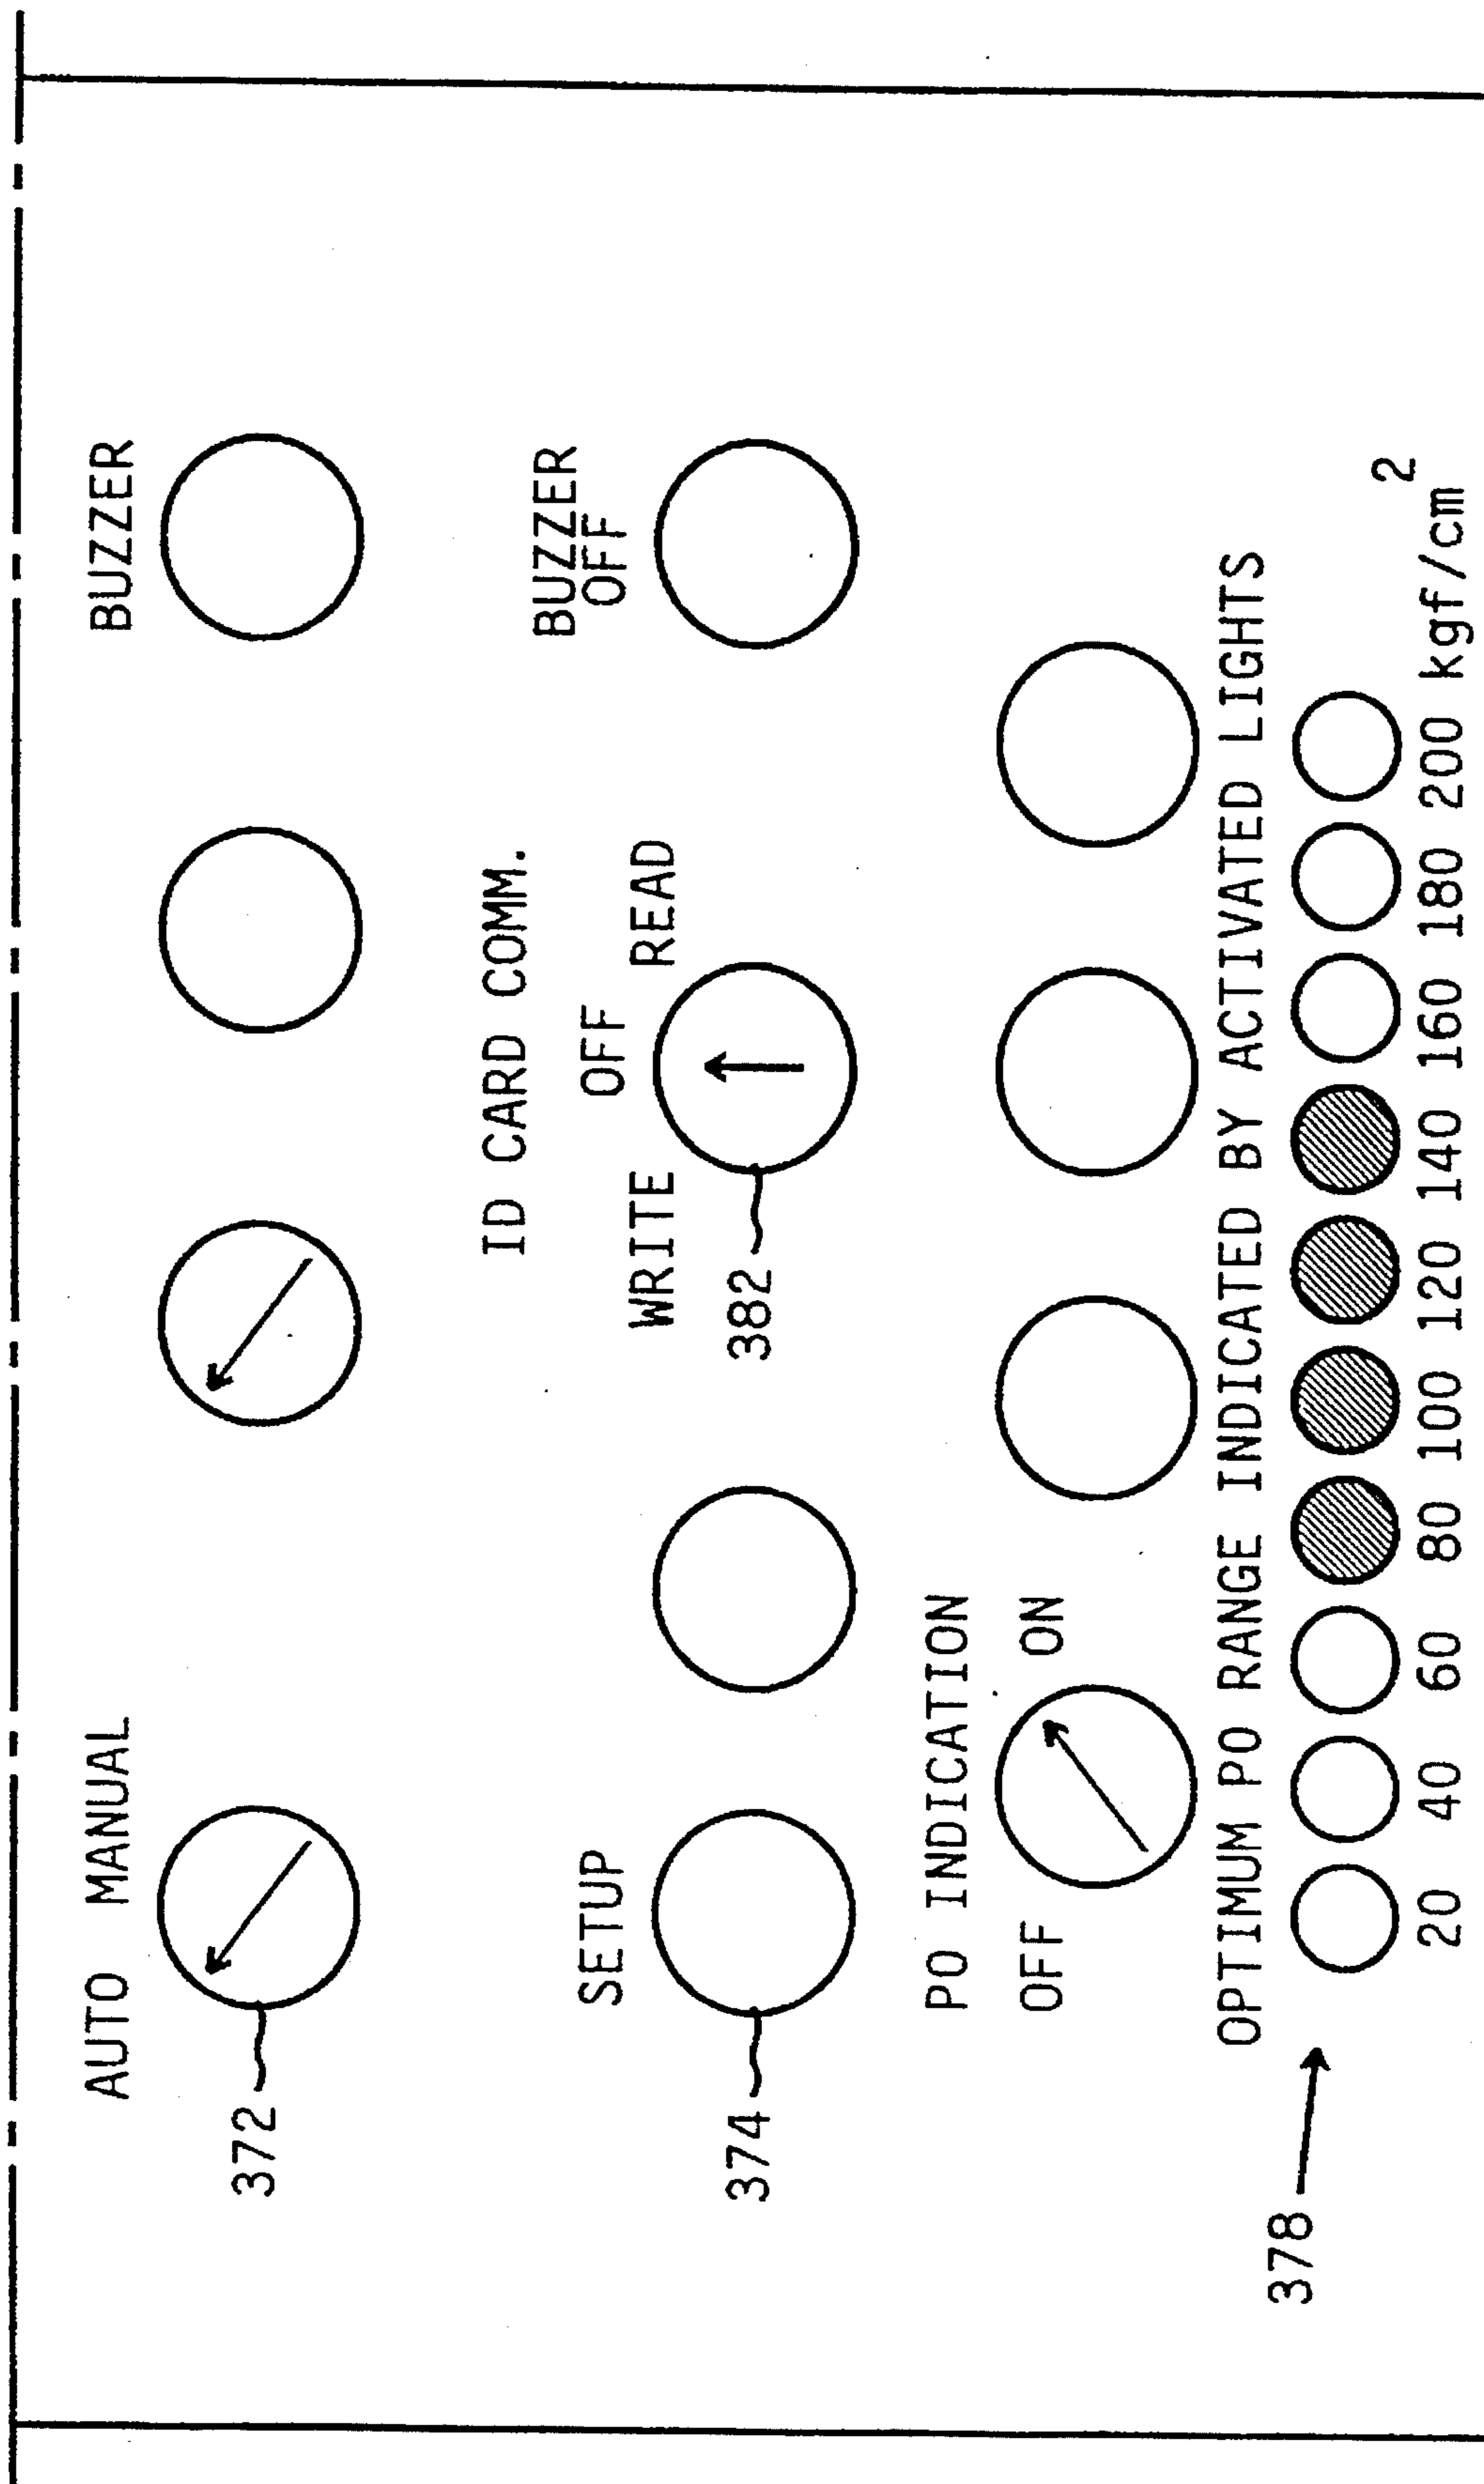 AUTO MANUAL
BUZZER
372
ID CARD COMM.
BUZZER
OFF
SETUP
OFF
WRITE
READ
374
382
PO INDICATION
OFF
ON
OPTIMUM PO RANGE INDICATED BY ACTIVATED LIGHTS
378
20 40 60 80 100 120 140 160 180 200 kgf/cm²